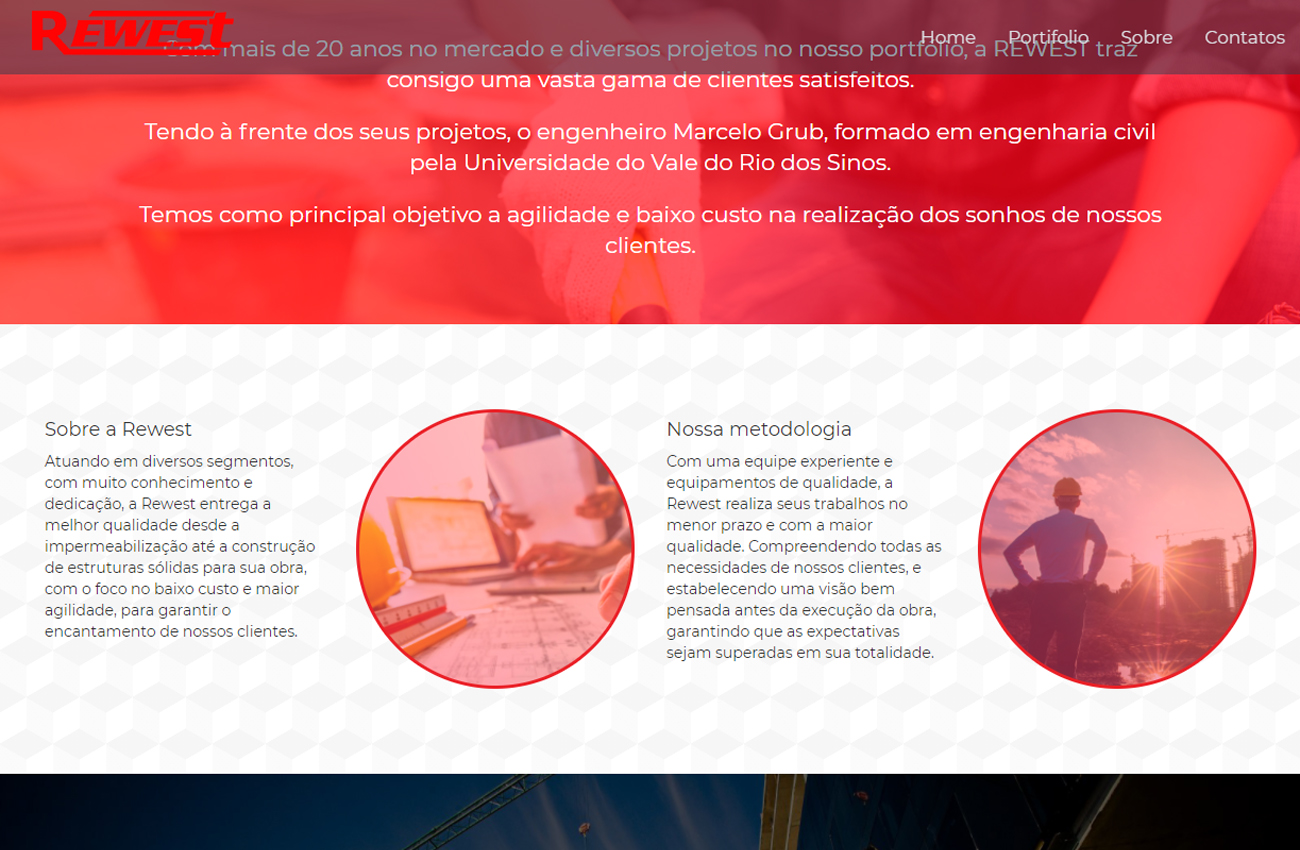 REWEST
Home Portifolio Sobre Contatos
Com mais de 20 anos no mercado e diversos projetos no nosso portfólio, a REWEST traz
consigo uma vasta gama de clientes satisfeitos.
Tendo à frente dos seus projetos, o engenheiro Marcelo Grub, formado em engenharia civil
pela Universidade do Vale do Rio dos Sinos.
Temos como principal objetivo a agilidade e baixo custo na realização dos sonhos de nossos
clientes.
Sobre a Rewest
Atuando em diversos segmentos,
com muito conhecimento e
dedicação, a Rewest entrega a
melhor qualidade desde a
impermeabilização até a construção
de estruturas sólidas para sua obra,
com o foco no baixo custo e maior
agilidade, para garantir o
encantamento de nossos clientes.
Nossa metodologia
Com uma equipe experiente e
equipamentos de qualidade, a
Rewest realiza seus trabalhos no
menor prazo e com a maior
qualidade. Compreendendo todas as
necessidades de nossos clientes, e
estabelecendo uma visão bem
pensada antes da execução da obra,
garantindo que as expectativas
sejam superadas em sua totalidade.